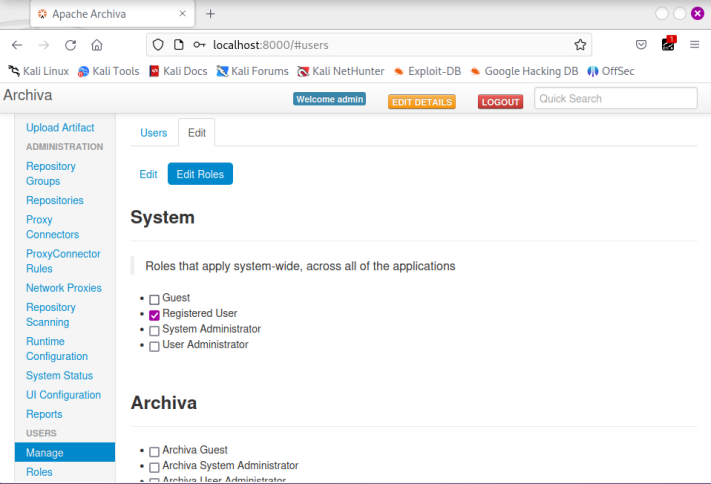 Apache Archiva
localhost:8000/#users
1
Kali Linux Kali Tools Kali Docs Kali Forums Kali NetHunter Exploit-DB Google Hacking DB OffSec
Archiva Welcome admin EDIT DETAILS LOGOUT Quick Search
Upload Artifact
ADMINISTRATION
Repository
Groups
Repositories
Proxy
Connectors
ProxyConnector
Rules
Network Proxies
Repository
Scanning
Runtime
Configuration
System Status
UI Configuration
Reports
USERS
Manage
Roles
Users Edit
Edit Edit Roles
System
Roles that apply system-wide, across all of the applications
Guest
Registered User
System Administrator
User Administrator
Archiva
Archiva Guest
Archiva System Administrator
Archiva User Administrator